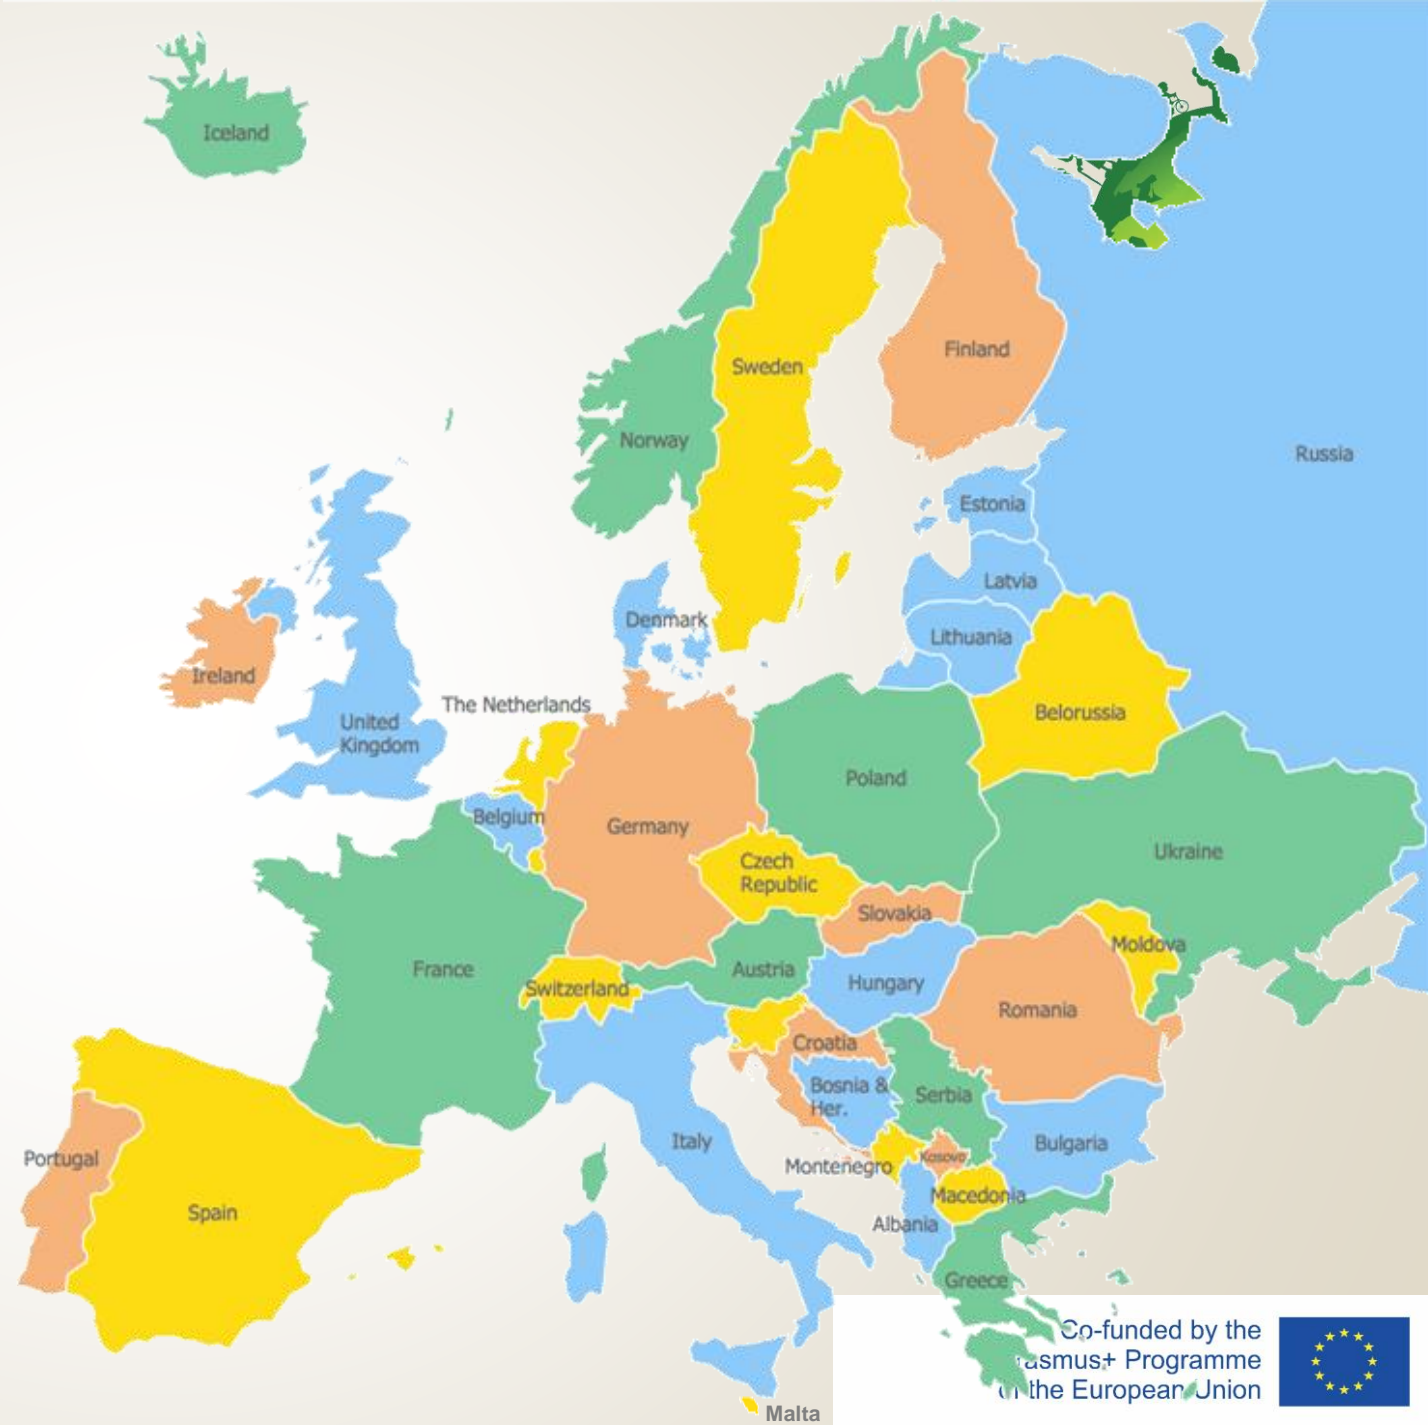 Iceland
Finland
Sweden
Norway
Russia
Estonia
Latvia
Denmark
Lithuania
Ireland
The Netherlands
United
Kingdom
Belorussia
Poland
Belgium
Germany
Ukraine
Czech
Republic
Slovakia
Moldova
France
Austria
Switzerland
Hungary
Romania
Croatia
Bosnia &
Her.
Serbia
Italy
Bulgaria
Portugal
Kosovo
Montenegro
Macedonia
Spain
Albania
Greece
Co-funded by the
asmus+ Programme
the European Union
Malta